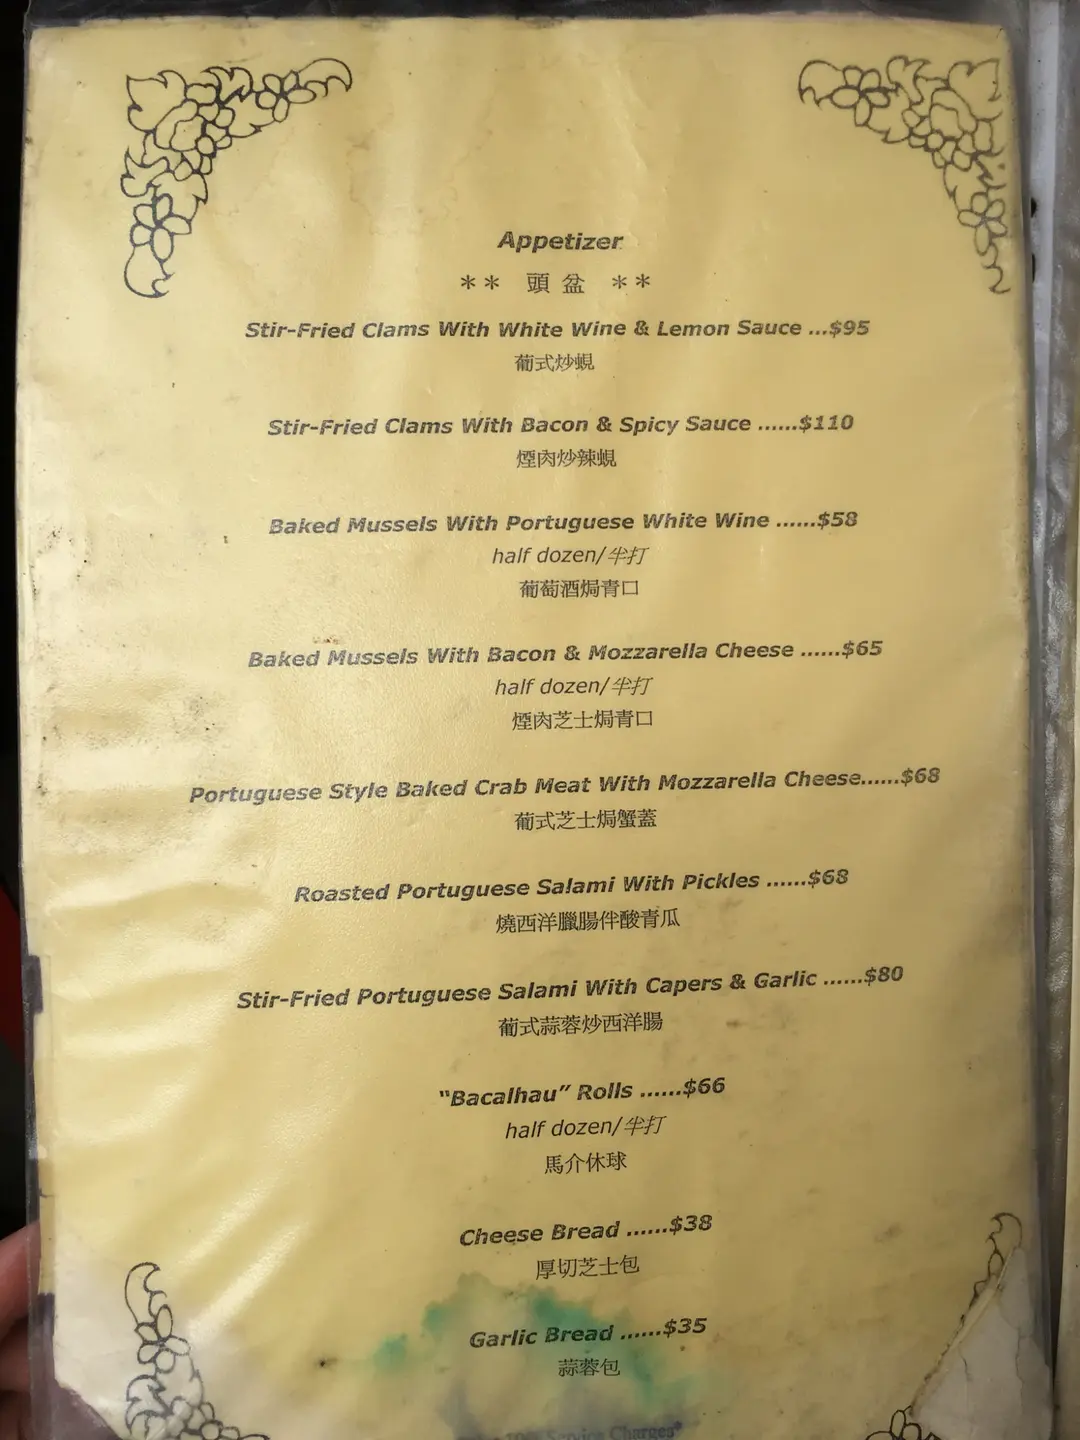 Appetizer
** 頭 盆 **
Stir-Fried Clams With White Wine & Lemon Sauce ...$95
葡式炒蜆
Stir-Fried Clams With Bacon & Spicy Sauce ......$110
煙肉炒辣蜆
Baked Mussels With Portuguese White Wine ......$58
half dozen/半打
葡萄酒焗青口
Baked Mussels With Bacon & Mozzarella Cheese ......$65
half dozen/半打
煙肉芝士焗青口
Portuguese Style Baked Crab Meat With Mozzarella Cheese......$68
葡式芝士焗蟹蓋
Roasted Portuguese Salami With Pickles ......$68
燒西洋臘腸伴酸青瓜
Stir-Fried Portuguese Salami With Capers & Garlic ......$80
葡式蒜蓉炒西洋腸
“Bacalhau” Rolls ......$66
half dozen/半打
馬介休球
Cheese Bread ......$38
厚切芝士包
Garlic Bread ......$35
蒜蓉包
10% Service Charges*